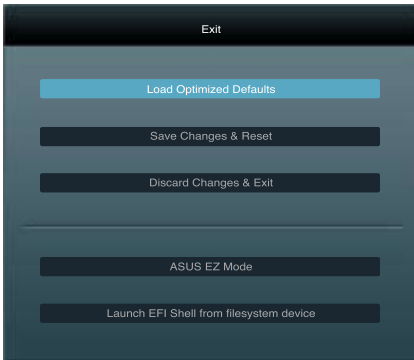 Exit
Load Optimized Defaults
Save Changes & Reset
Discard Changes & Exit
ASUS EZ Mode
Launch EFI Shell from filesystem device